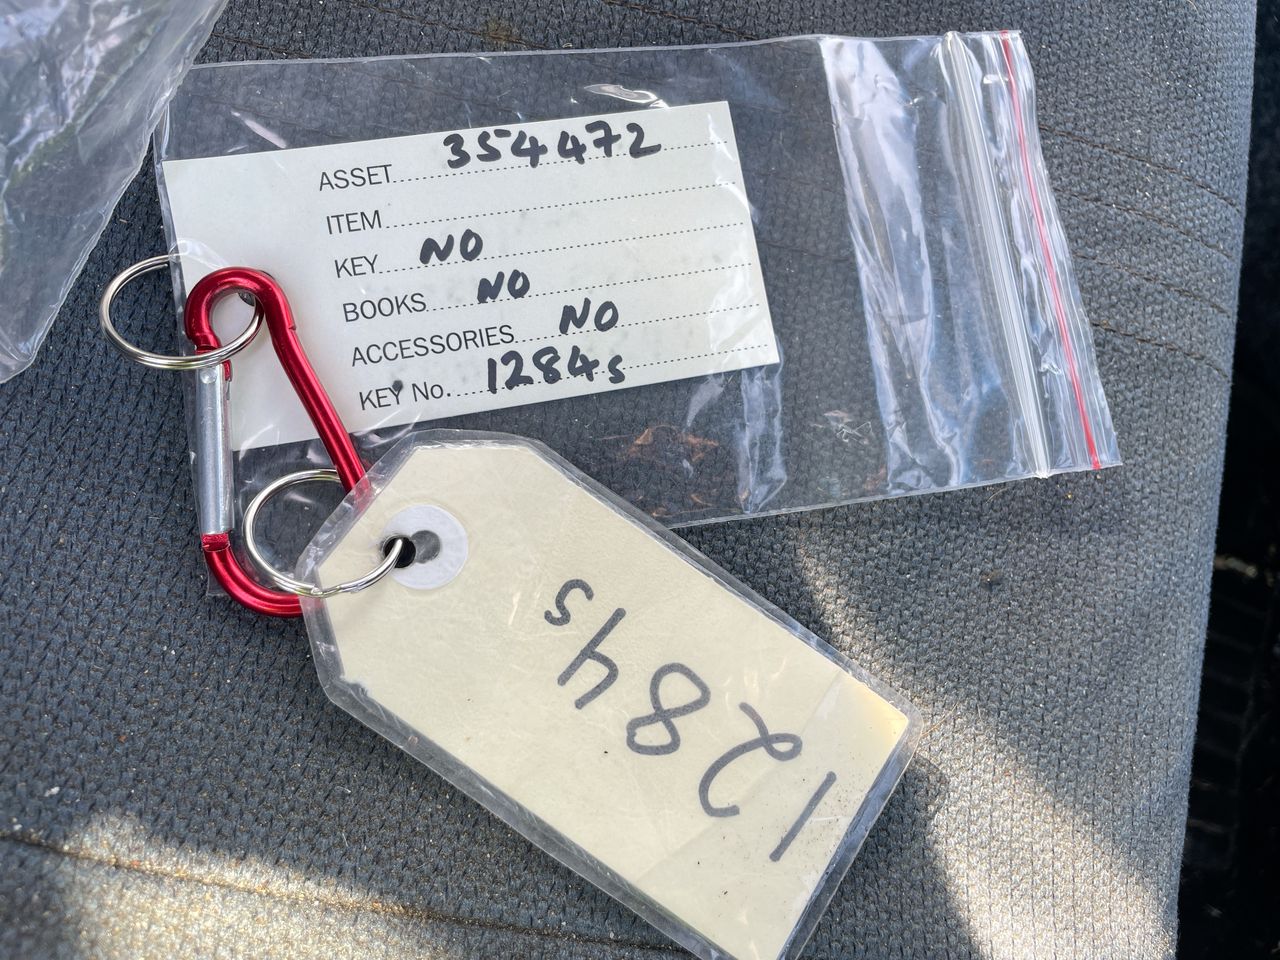 ASSET 354472
ITEM
KEY NO
BOOKS NO
ACCESSORIES NO
KEY No. 1284s
1284s